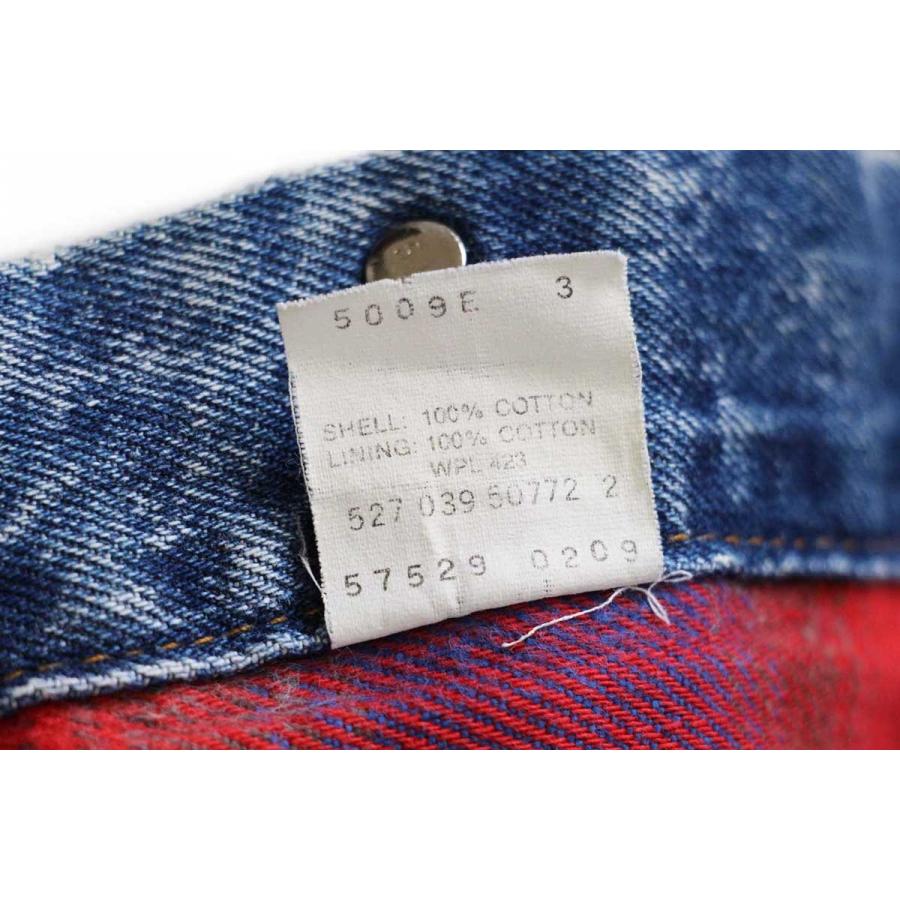 5009E 3
SHELL: 100% COTTON
LINING: 100% COTTON
WPL 423
527 039 50772 2
57529 0209